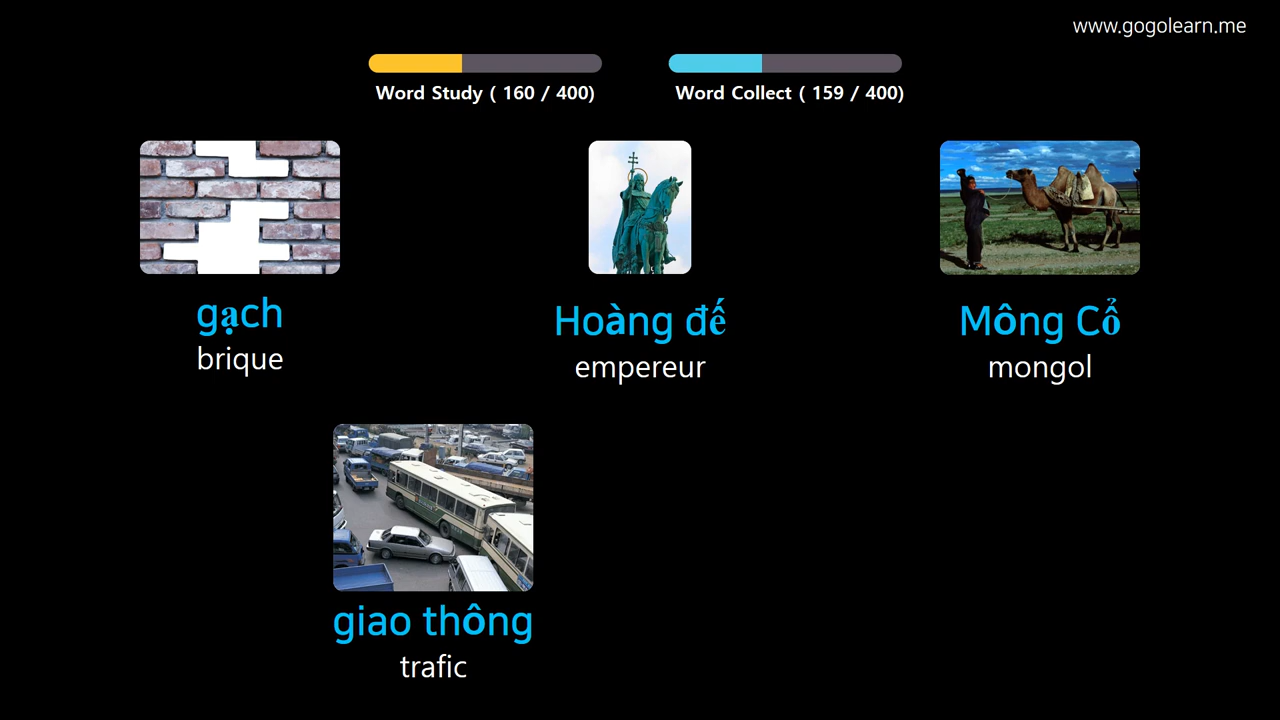 www.gogolearn.me
Word Study ( 160 / 400)
Word Collect ( 159 / 400)
gạch
brique
Hoàng đế
empereur
Mông Cổ
mongol
giao thông
trafic